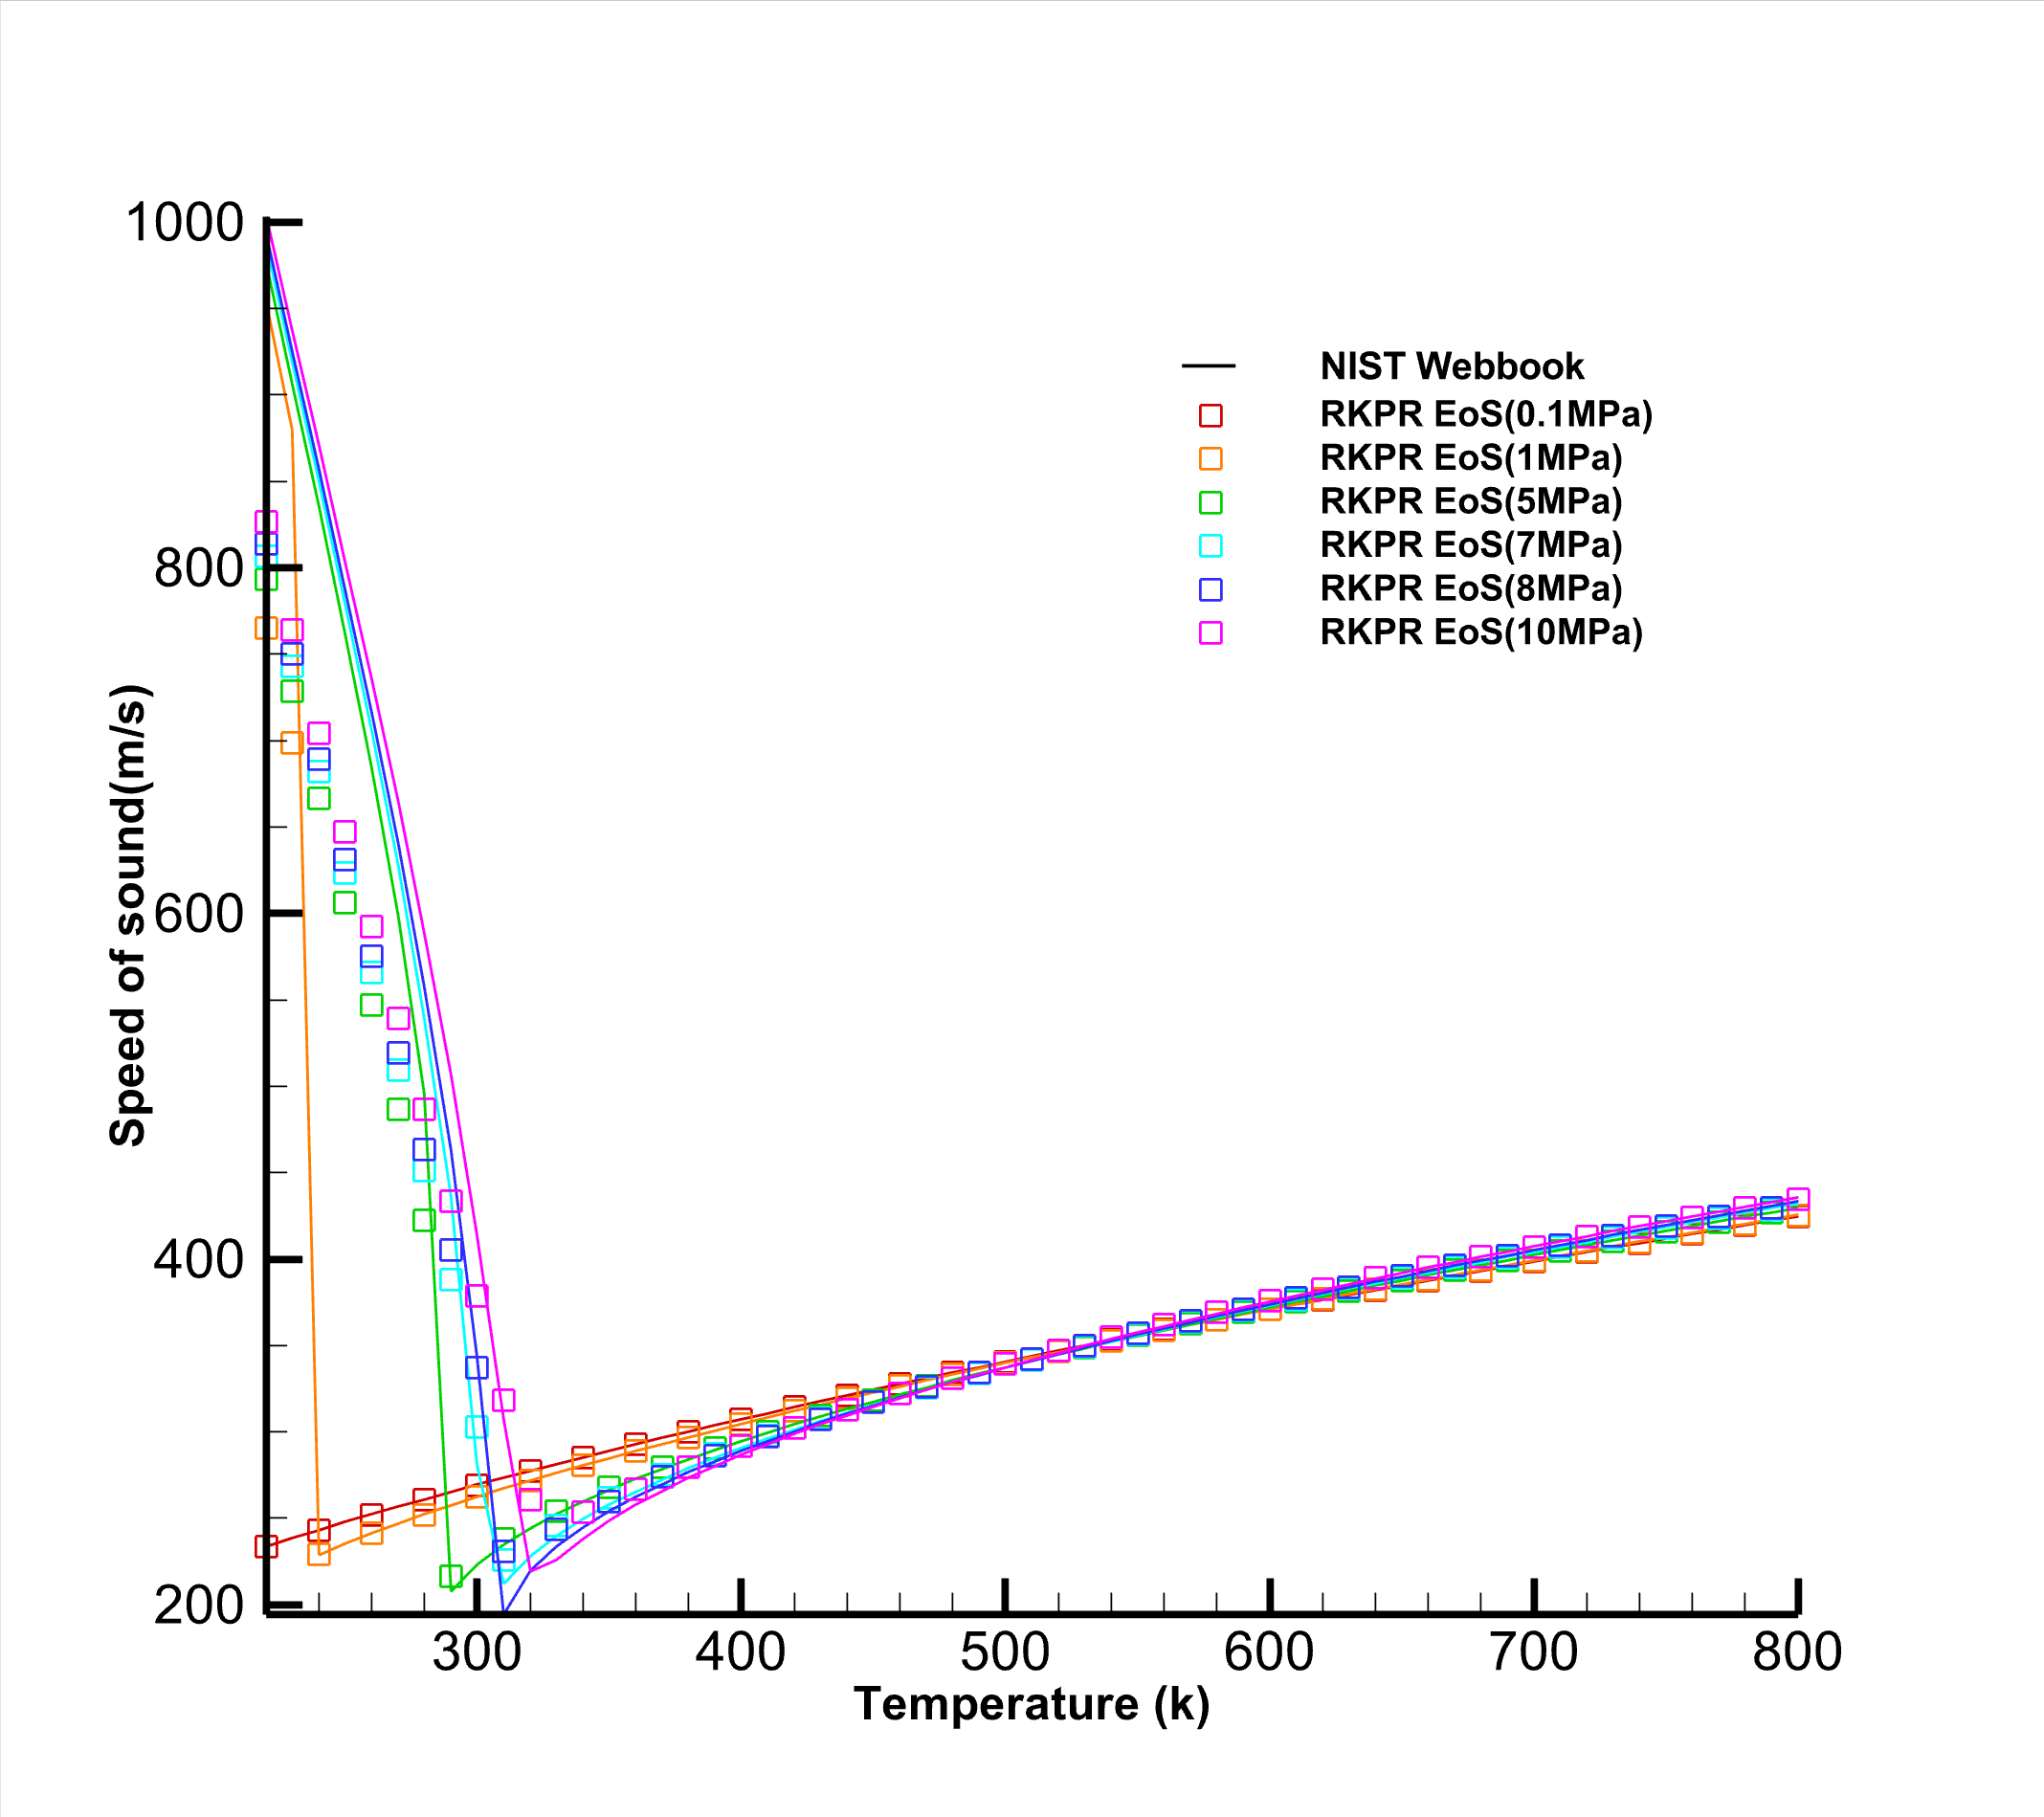 1000
800
600
400
200
Speed of sound(m/s)
NIST Webbook
RKPR EoS(0.1MPa)
RKPR EoS(1MPa)
RKPR EoS(5MPa)
RKPR EoS(7MPa)
RKPR EoS(8MPa)
RKPR EoS(10MPa)
300 400 500 600 700 800
Temperature (k)